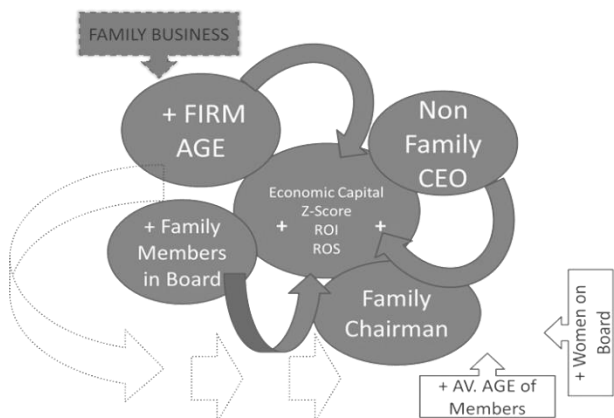 FAMILY BUSINESS
+ FIRM
AGE
Non
Family
CEO
Economic Capital
Z-Score
+ ROI +
ROS
+ Family
Members
in Board
Family
Chairman
+ Women on
Board
+ AV. AGE of
Members